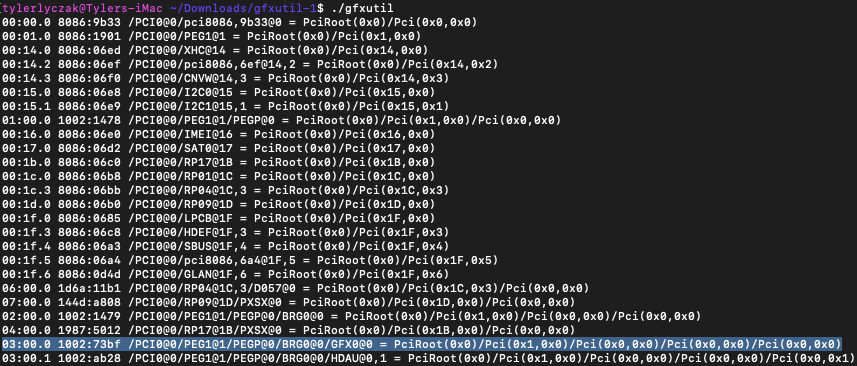 [tylerlyczak@Tylers-iMac ~/Downloads/gfxutil-1$ ./gfxutil
00:00.0 8086:9b33 /PCI0@0/pci8086,9b33@0 = PciRoot(0x0)/Pci(0x0,0x0)
00:01.0 8086:1901 /PCI0@0/PEG1@1 = PciRoot(0x0)/Pci(0x1,0x0)
00:14.0 8086:06ed /PCI0@0/XHC@14 = PciRoot(0x0)/Pci(0x14,0x0)
00:14.2 8086:06ef /PCI0@0/pci8086,6ef@14,2 = PciRoot(0x0)/Pci(0x14,0x2)
00:14.3 8086:06f0 /PCI0@0/CNVW@14,3 = PciRoot(0x0)/Pci(0x14,0x3)
00:15.0 8086:06e8 /PCI0@0/I2C0@15 = PciRoot(0x0)/Pci(0x15,0x0)
00:15.1 8086:06e9 /PCI0@0/I2C1@15,1 = PciRoot(0x0)/Pci(0x15,0x1)
01:00.0 1002:1478 /PCI0@0/PEG1@1/PEGP@0 = PciRoot(0x0)/Pci(0x1,0x0)/Pci(0x0,0x0)
00:16.0 8086:06e0 /PCI0@0/IMEI@16 = PciRoot(0x0)/Pci(0x16,0x0)
00:17.0 8086:06d2 /PCI0@0/SAT0@17 = PciRoot(0x0)/Pci(0x17,0x0)
00:1b.0 8086:06c0 /PCI0@0/RP17@1B = PciRoot(0x0)/Pci(0x1B,0x0)
00:1c.0 8086:06b8 /PCI0@0/RP01@1C = PciRoot(0x0)/Pci(0x1C,0x0)
00:1c.3 8086:06bb /PCI0@0/RP04@1C,3 = PciRoot(0x0)/Pci(0x1C,0x3)
00:1d.0 8086:06b0 /PCI0@0/RP09@1D = PciRoot(0x0)/Pci(0x1D,0x0)
00:1f.0 8086:0685 /PCI0@0/LPCB@1F = PciRoot(0x0)/Pci(0x1F,0x0)
00:1f.3 8086:06c8 /PCI0@0/HDEF@1F,3 = PciRoot(0x0)/Pci(0x1F,0x3)
00:1f.4 8086:06a3 /PCI0@0/SBUS@1F,4 = PciRoot(0x0)/Pci(0x1F,0x4)
00:1f.5 8086:06a4 /PCI0@0/pci8086,6a4@1F,5 = PciRoot(0x0)/Pci(0x1F,0x5)
00:1f.6 8086:0d4d /PCI0@0/GLAN@1F,6 = PciRoot(0x0)/Pci(0x1F,0x6)
06:00.0 1d6a:11b1 /PCI0@0/RP04@1C,3/D057@0 = PciRoot(0x0)/Pci(0x1C,0x3)/Pci(0x0,0x0)
07:00.0 144d:a808 /PCI0@0/RP09@1D/PXSX@0 = PciRoot(0x0)/Pci(0x1D,0x0)/Pci(0x0,0x0)
02:00.0 1002:1479 /PCI0@0/PEG1@1/PEGP@0/BRG0@0 = PciRoot(0x0)/Pci(0x1,0x0)/Pci(0x0,0x0)/Pci(0x0,0x0)
04:00.0 1987:5012 /PCI0@0/RP17@1B/PXSX@0 = PciRoot(0x0)/Pci(0x1B,0x0)/Pci(0x0,0x0)
03:00.0 1002:73bf /PCI0@0/PEG1@1/PEGP@0/BRG0@0/GFX0@0 = PciRoot(0x0)/Pci(0x1,0x0)/Pci(0x0,0x0)/Pci(0x0,0x0)/Pci(0x0,0x0)
03:00.1 1002:ab28 /PCI0@0/PEG1@1/PEGP@0/BRG0@0/HDAU@0,1 = PciRoot(0x0)/Pci(0x1,0x0)/Pci(0x0,0x0)/Pci(0x0,0x0)/Pci(0x0,0x1)